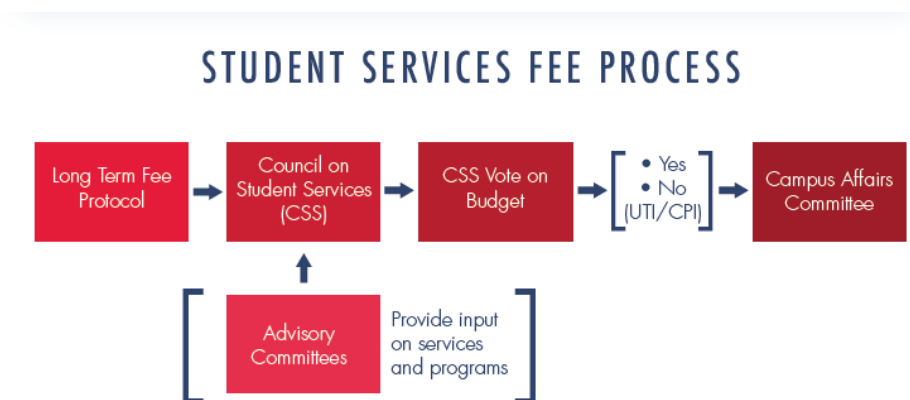 STUDENT SERVICES FEE PROCESS
Long Term Fee
Protocol
Council on
Student Services
(CSS)
CSS Vote on
Budget
• Yes
• No
(UTI/CPI)
Campus Affairs
Committee
Advisory
Committees
Provide input
on services
and programs